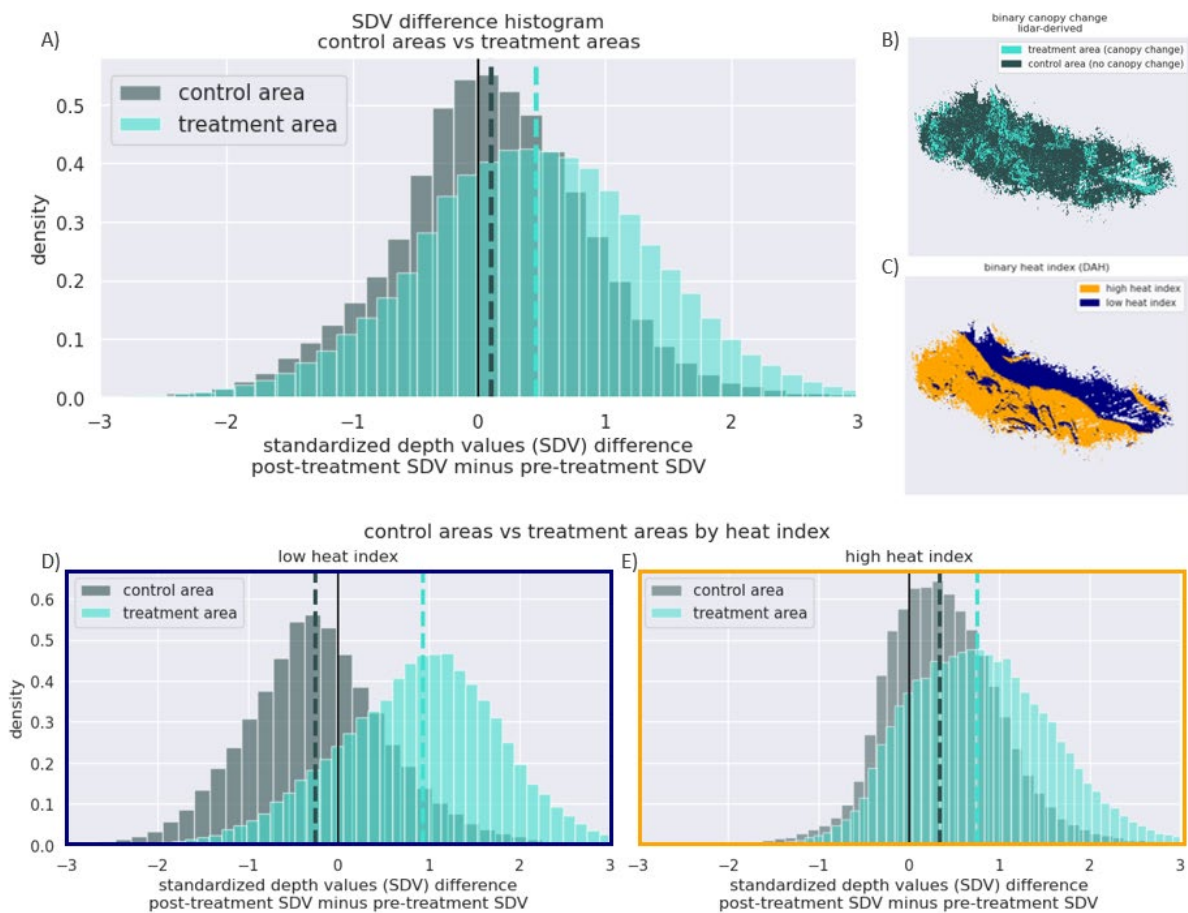 A)
SDV difference histogram
control areas vs treatment areas
control area
treatment area
density
0.5
0.4
0.3
0.2
0.1
0.0
−3
−2
−1
0
1
2
3
standardized depth values (SDV) difference
post-treatment SDV minus pre-treatment SDV
B)
binary canopy change
lidar-derived
treatment area (canopy change)
control area (no canopy change)
C)
binary heat index (DAH)
high heat index
low heat index
control areas vs treatment areas by heat index
D)
low heat index
control area
treatment area
density
0.6
0.5
0.4
0.3
0.2
0.1
0.0
−3
−2
−1
0
1
2
3
standardized depth values (SDV) difference
post-treatment SDV minus pre-treatment SDV
E)
high heat index
control area
treatment area
−3
−2
−1
0
1
2
3
standardized depth values (SDV) difference
post-treatment SDV minus pre-treatment SDV